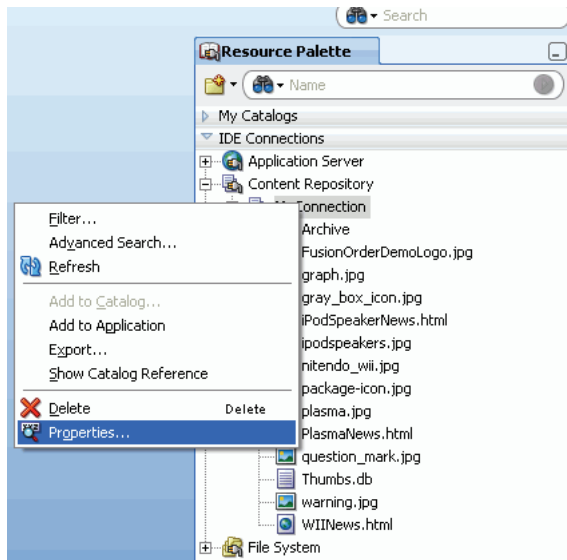 Search
Resource Palette
Name
My Catalogs
IDE Connections
Application Server
Content Repository
Connection
Archive
FusionOrderDemoLogo.jpg
graph.jpg
gray_box_icon.jpg
iPodSpeakerNews.html
ipodspeakers.jpg
nitendo_wii.jpg
package-icon.jpg
plasma.jpg
PlasmaNews.html
question_mark.jpg
Thumbs.db
warning.jpg
WIINews.html
File System
Filter...
Advanced Search...
Refresh
Add to Catalog...
Add to Application
Export...
Show Catalog Reference
Delete Delete
Properties...